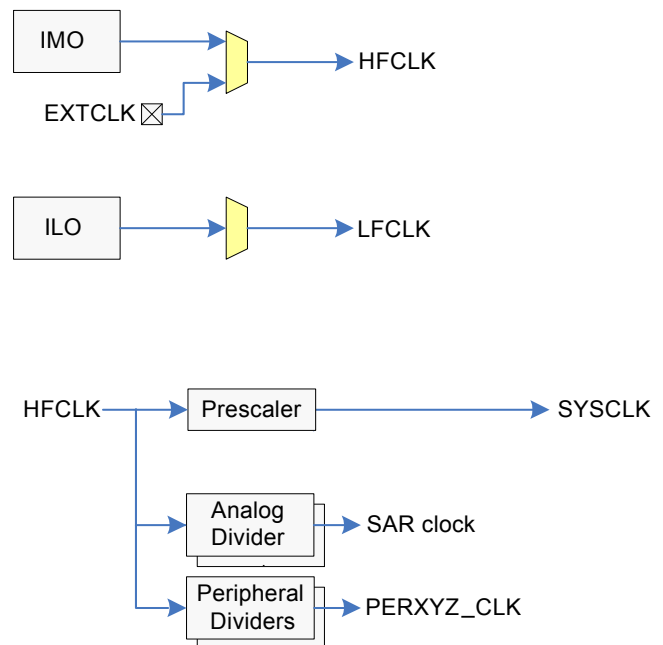 IMO
HFCLK
EXTCLK
ILO
LFCLK
HFCLK
Prescaler
SYSCLK
Analog
Divider
SAR clock
Peripheral
Dividers
PERXYZ_CLK